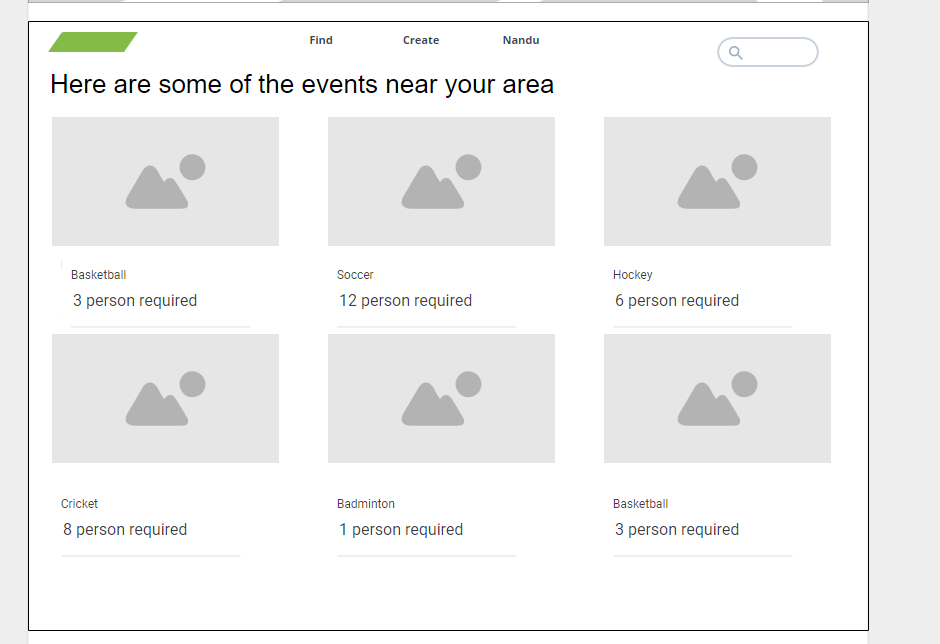 Find Create Nandu
Here are some of the events near your area
Basketball Soccer Hockey
3 person required 12 person required 6 person required
Cricket Badminton Basketball
8 person required 1 person required 3 person required